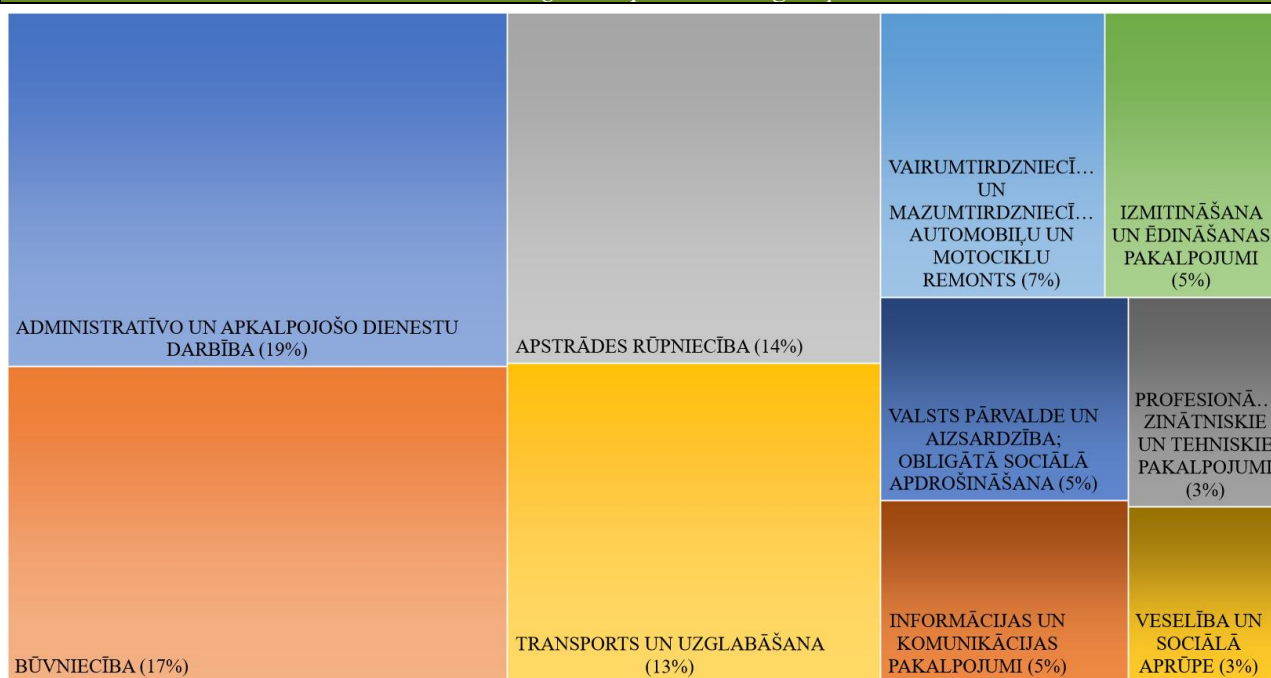 ADMINISTRATĪVO UN APKALPOJOŠO DIENESTU
DARBĪBA (19%)
BŪVNIECĪBA (17%)
APSTRĀDES RŪPNIECĪBA (14%)
TRANSPORTS UN UZGLABĀŠANA
(13%)
VAIRUMTIRDZNIECĪ…
UN
MAZUMTIRDZNIECĪ…
AUTOMOBIĻU UN
MOTOCIKLU
REMONTS (7%)
IZMITINĀŠANA
UN ĒDINĀŠANAS
PAKALPOJUMI
(5%)
VALSTS PĀRVALDE UN
AIZSARDZĪBA;
OBLIGĀTĀ SOCIĀLĀ
APDROŠINĀŠANA (5%)
PROFESIONĀ…
ZINĀTNISKIE
UN TEHNISKIE
PAKALPOJUMI
(3%)
INFORMĀCIJAS UN
KOMUNIKĀCIJAS
PAKALPOJUMI (5%)
VESELĪBA UN
SOCIĀLĀ
APRŪPE (3%)